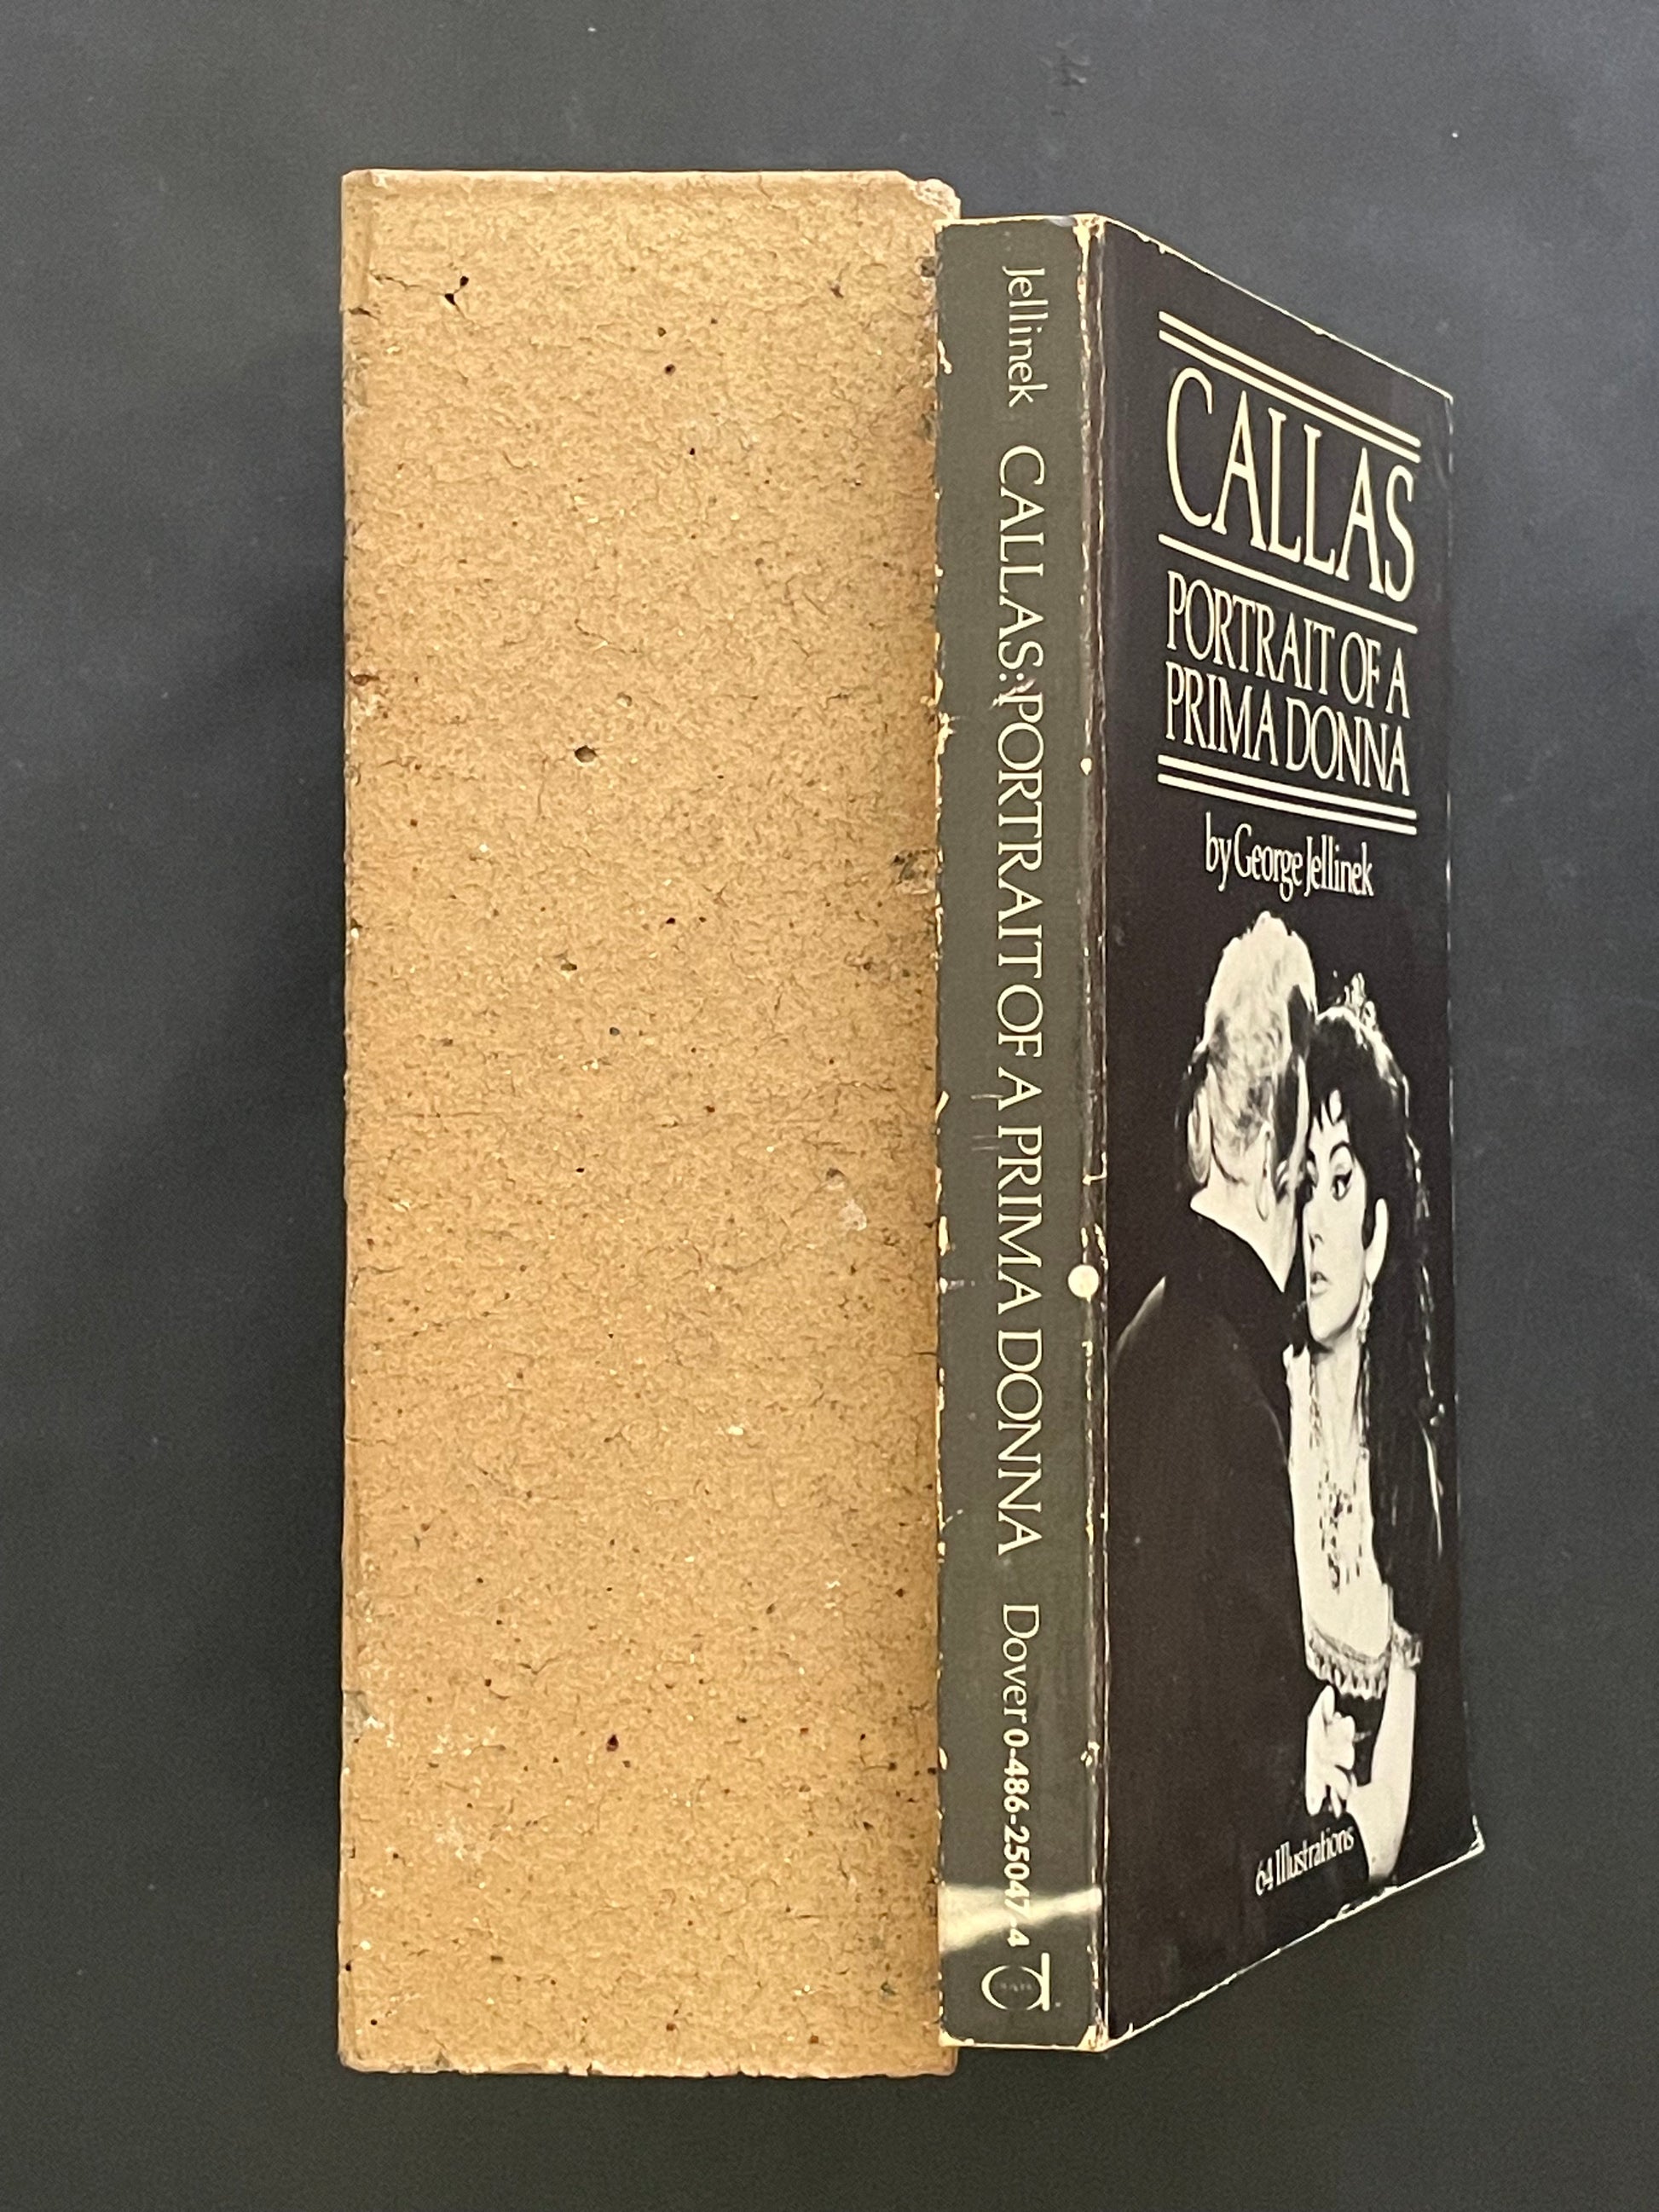 Jellinek CALLAS: PORTRAIT OF A PRIMA DONNA Dover 0-486-25047-4
CALLAS
PORTRAIT OF A
PRIMA DONNA
by George Jellinek
64 Illustrations